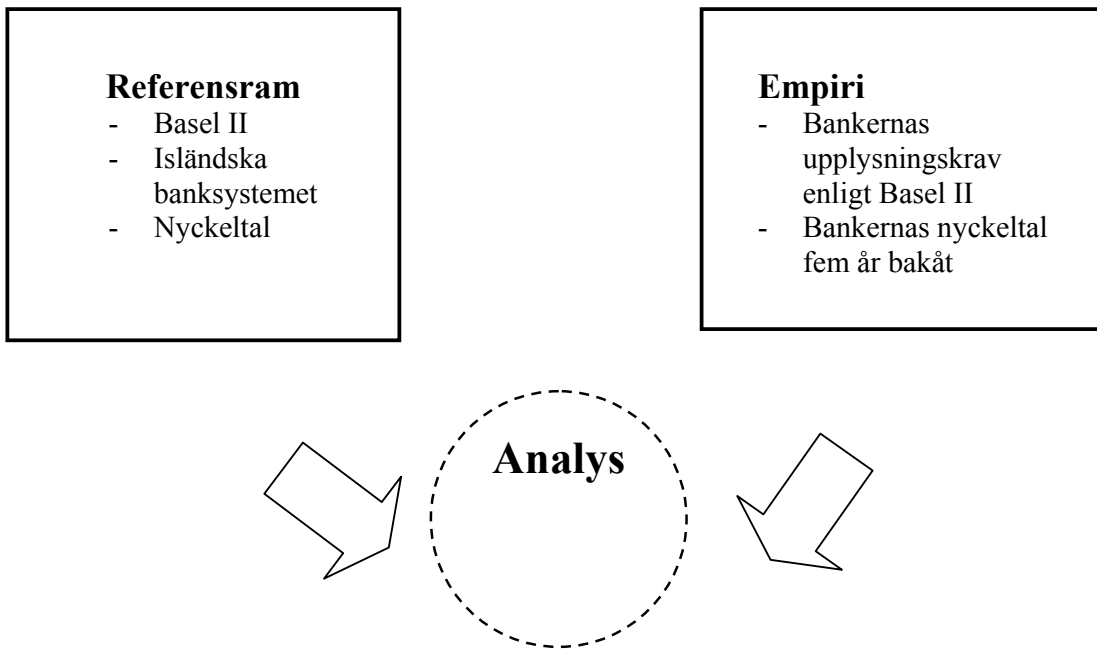 Referensram
- Basel II
- Isländska
banksystemet
- Nyckeltal
Empiri
- Bankernas
upplysningskrav
enligt Basel II
- Bankernas nyckeltal
fem år bakåt
Analys